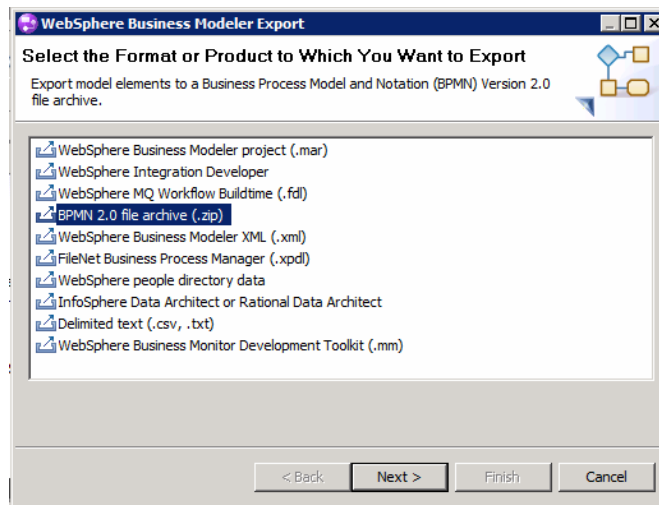 WebSphere Business Modeler Export
Select the Format or Product to Which You Want to Export
Export model elements to a Business Process Model and Notation (BPMN) Version 2.0
file archive.
WebSphere Business Modeler project (.mar)
WebSphere Integration Developer
WebSphere MQ Workflow Buildtime (.fdl)
BPMN 2.0 file archive (.zip)
WebSphere Business Modeler XML (.xml)
FileNet Business Process Manager (.xpdl)
WebSphere people directory data
InfoSphere Data Architect or Rational Data Architect
Delimited text (.csv, .txt)
WebSphere Business Monitor Development Toolkit (.mm)
< Back Next > Finish Cancel